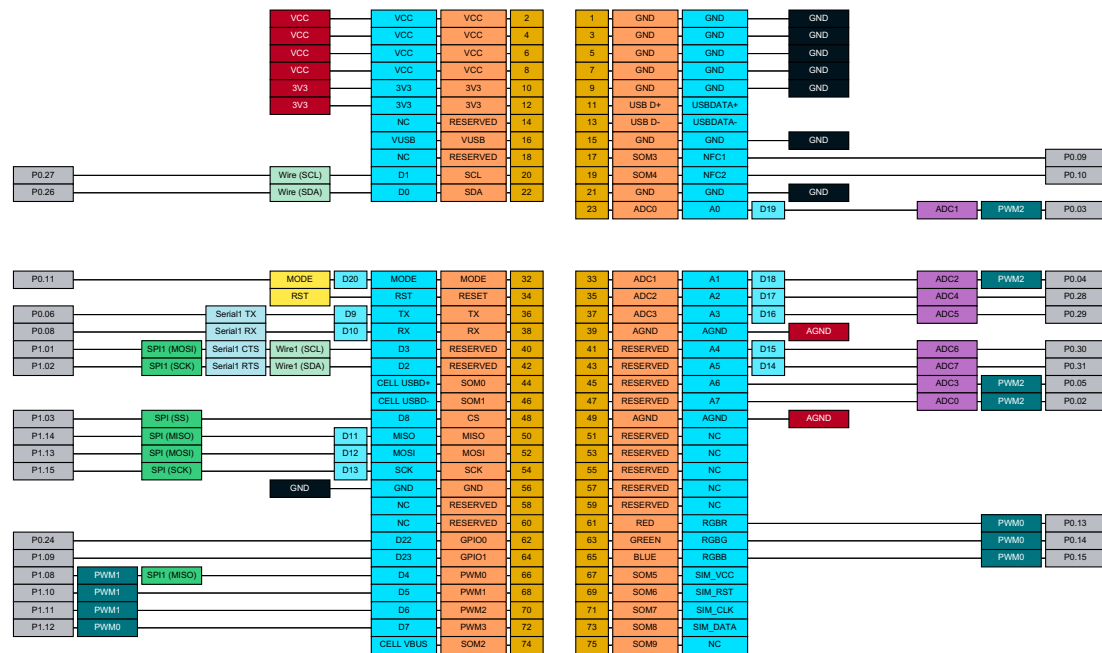 VCC VCC VCC 2 1 GND GND GND
VCC VCC VCC 4 3 GND GND GND
VCC VCC VCC 6 5 GND GND GND
VCC VCC VCC 8 7 GND GND GND
3V3 3V3 3V3 10 9 GND GND GND
3V3 3V3 3V3 12 11 USB D+ USBDATA+
NC RESERVED 14 13 USB D- USBDATA-
VUSB VUSB 16 15 GND GND GND
NC RESERVED 18 17 SOM3 NFC1 P0.09
P0.27 Wire (SCL) D1 SCL 20 19 SOM4 NFC2 P0.10
P0.26 Wire (SDA) D0 SDA 22 21 GND GND GND
23 ADC0 A0 D19 ADC1 PWM2 P0.03
P0.11 MODE D20 MODE MODE 32 33 ADC1 A1 D18 ADC2 PWM2 P0.04
RST RST RESET 34 35 ADC2 A2 D17 ADC4 P0.28
P0.06 Serial1 TX D9 TX TX 36 37 ADC3 A3 D16 ADC5 P0.29
P0.08 Serial1 RX D10 RX RX 38 39 AGND AGND AGND
P1.01 SPI1 (MOSI) Serial1 CTS Wire1 (SCL) D3 RESERVED 40 41 RESERVED A4 D15 ADC6 P0.30
P1.02 SPI1 (SCK) Serial1 RTS Wire1 (SDA) D2 RESERVED 42 43 RESERVED A5 D14 ADC7 P0.31
CELL USBD+ SOM0 44 45 RESERVED A6 ADC3 PWM2 P0.05
CELL USBD- SOM1 46 47 RESERVED A7 ADC0 PWM2 P0.02
P1.03 SPI (SS) D8 CS 48 49 AGND AGND AGND
P1.14 SPI (MISO) D11 MISO MISO 50 51 RESERVED NC
P1.13 SPI (MOSI) D12 MOSI MOSI 52 53 RESERVED NC
P1.15 SPI (SCK) D13 SCK SCK 54 55 RESERVED NC
GND GND GND 56 57 RESERVED NC
NC RESERVED 58 59 RESERVED NC
NC RESERVED 60 61 RED RGBR PWM0 P0.13
P0.24 D22 GPIO0 62 63 GREEN RGBG PWM0 P0.14
P1.09 D23 GPIO1 64 65 BLUE RGBB PWM0 P0.15
P1.08 PWM1 SPI1 (MISO) D4 PWM0 66 67 SOM5 SIM_VCC
P1.10 PWM1 D5 PWM1 68 69 SOM6 SIM_RST
P1.11 PWM1 D6 PWM2 70 71 SOM7 SIM_CLK
P1.12 PWM0 D7 PWM3 72 73 SOM8 SIM_DATA
CELL VBUS SOM2 74 75 SOM9 NC